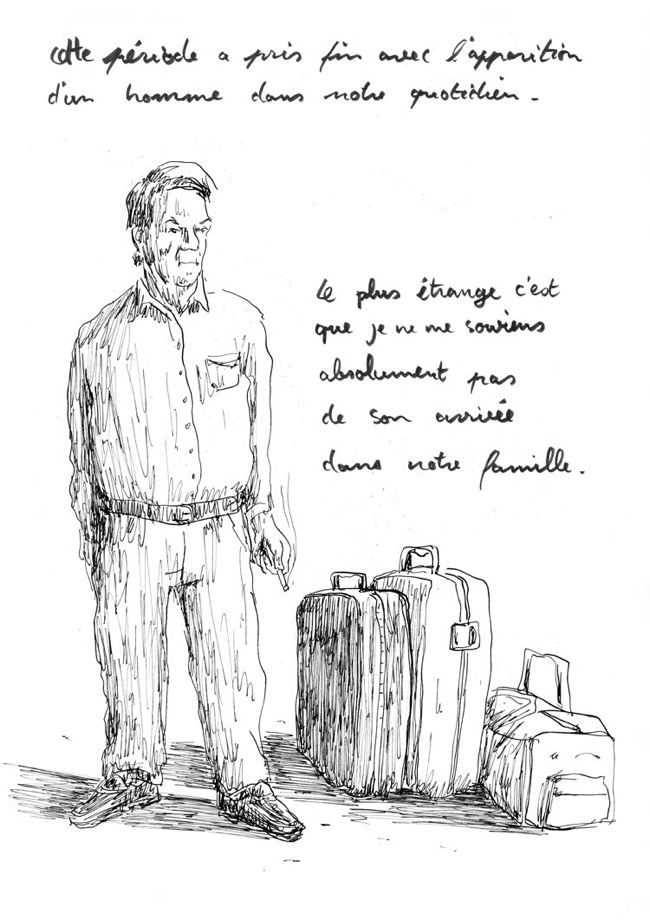 cette période a pris fin avec l'apparition
d'un homme dans notre quotidien.
Le plus étrange c'est
que je ne me souviens
absolument pas
de son arrivée
dans notre famille.